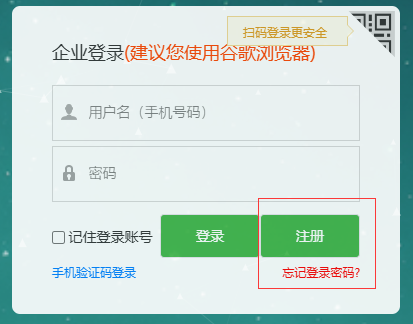 扫码登录更安全
企业登录(建议您使用谷歌浏览器)
用户名（手机号码）
密码
记住登录账号 登录 注册
手机验证码登录 忘记登录密码?